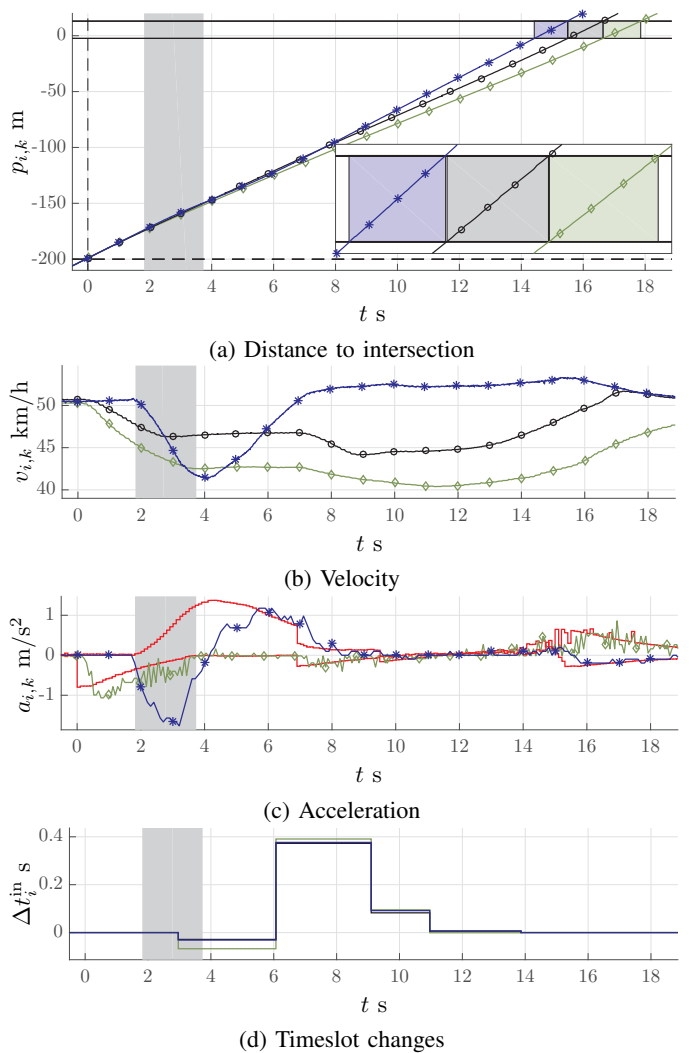 0
-50
-100
-150
-200
p_{i,k} m
0 2 4 6 8 10 12 14 16 18
t s
(a) Distance to intersection
50
45
40
v_{i,k} km/h
0 2 4 6 8 10 12 14 16 18
t s
(b) Velocity
1
0
-1
a_{i,k} m/s²
0 2 4 6 8 10 12 14 16 18
t s
(c) Acceleration
0.4
0.2
0
Δt_i^{in} s
0 2 4 6 8 10 12 14 16 18
t s
(d) Timeslot changes